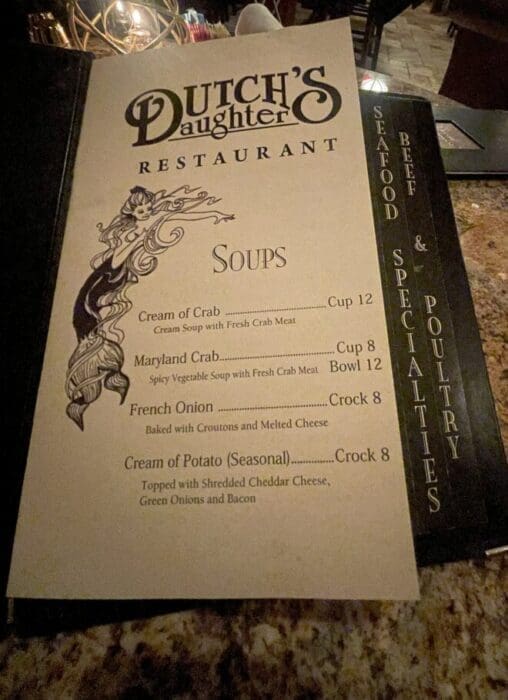 DUTCH'S
Daughter
RESTAURANT
SOUPS
Cream of Crab ..........................Cup 12
Cream Soup with Fresh Crab Meat
Maryland Crab..............................Cup 8
Spicy Vegetable Soup with Fresh Crab Meat Bowl 12
French Onion .............................Crock 8
Baked with Croutons and Melted Cheese
Cream of Potato (Seasonal)............Crock 8
Topped with Shredded Cheddar Cheese,
Green Onions and Bacon
SEAFOOD SPECIALTIES
BEEF & POULTRY